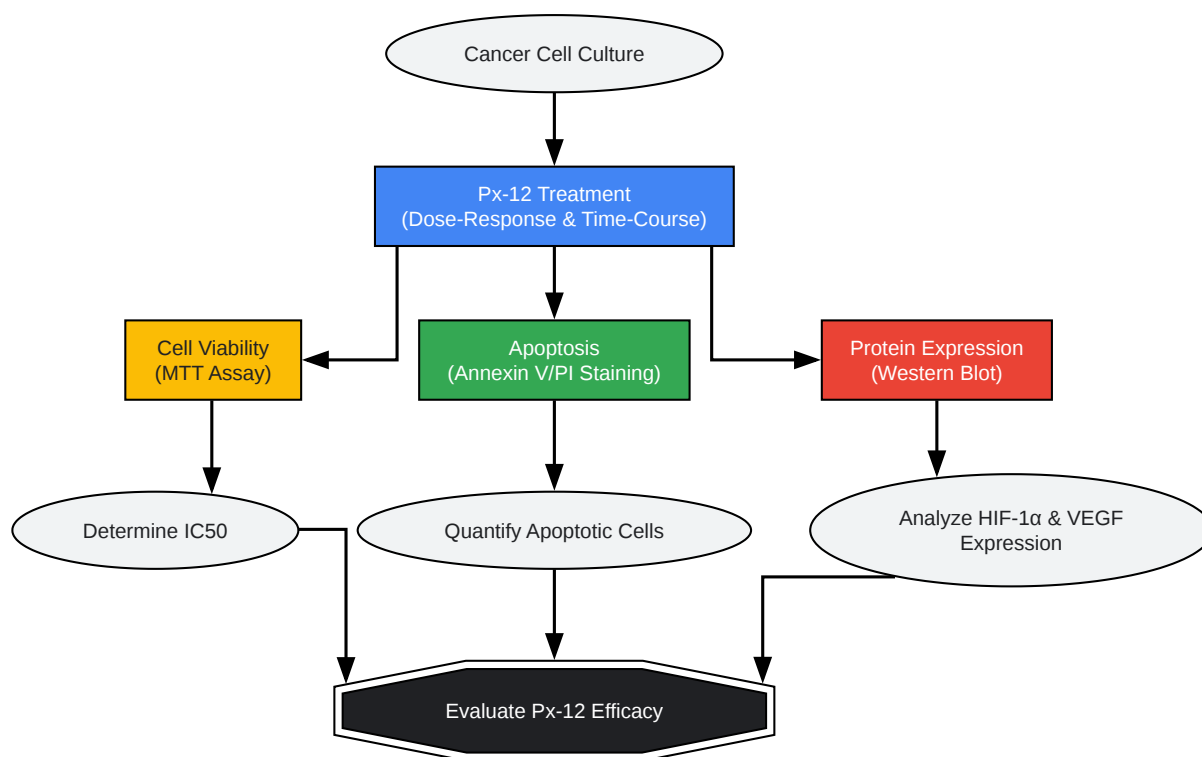 Cancer Cell Culture
Px-12 Treatment
(Dose-Response & Time-Course)
Cell Viability
(MTT Assay)
Apoptosis
(Annexin V/PI Staining)
Protein Expression
(Western Blot)
Determine IC50
Quantify Apoptotic Cells
Analyze HIF-1α & VEGF
Expression
Evaluate Px-12 Efficacy